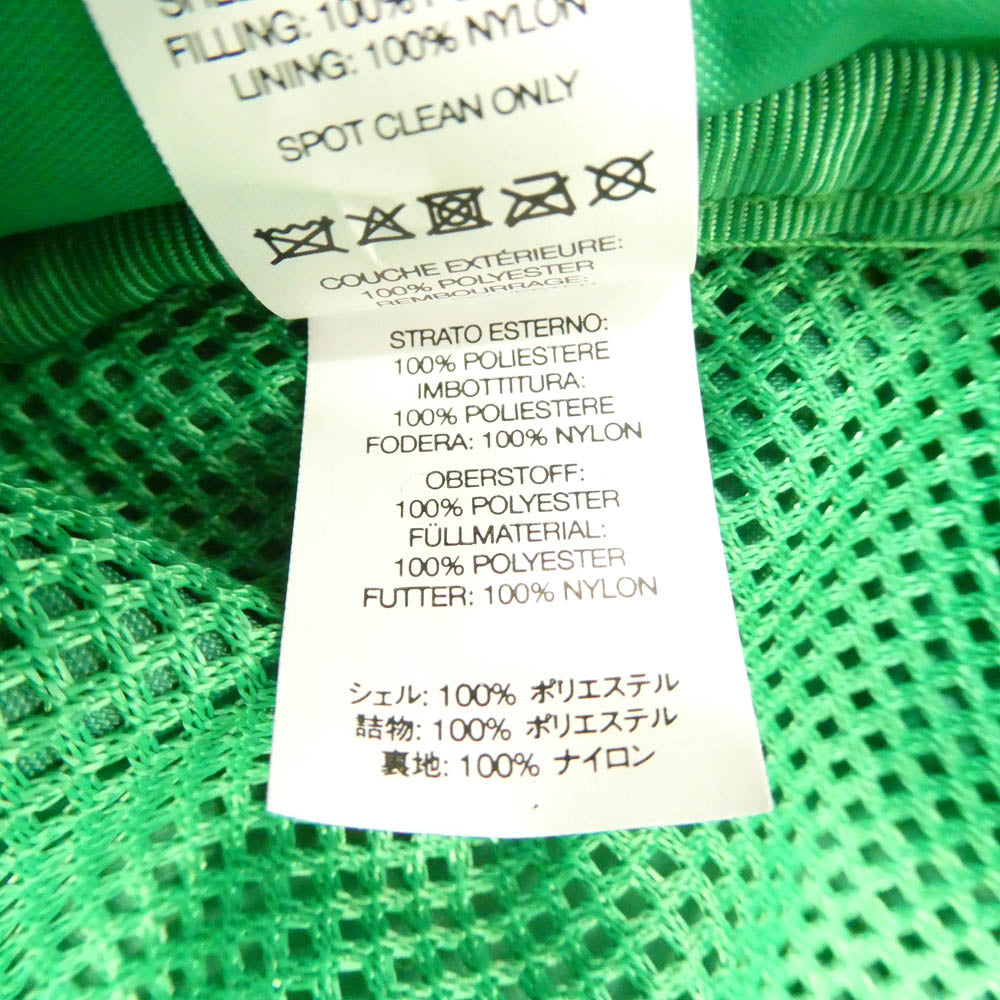 FILLING: 100%
LINING: 100% NYLON
SPOT CLEAN ONLY
COUCHE EXTÉRIEURE:
100% POLYESTER
REMBOURRAGE:
STRATO ESTERNO:
100% POLIESTERE
IMBOTTITURA:
100% POLIESTERE
FODERA: 100% NYLON
OBERSTOFF:
100% POLYESTER
FÜLLMATERIAL:
100% POLYESTER
FUTTER: 100% NYLON
シェル: 100% ポリエステル
詰物: 100% ポリエステル
裏地: 100% ナイロン